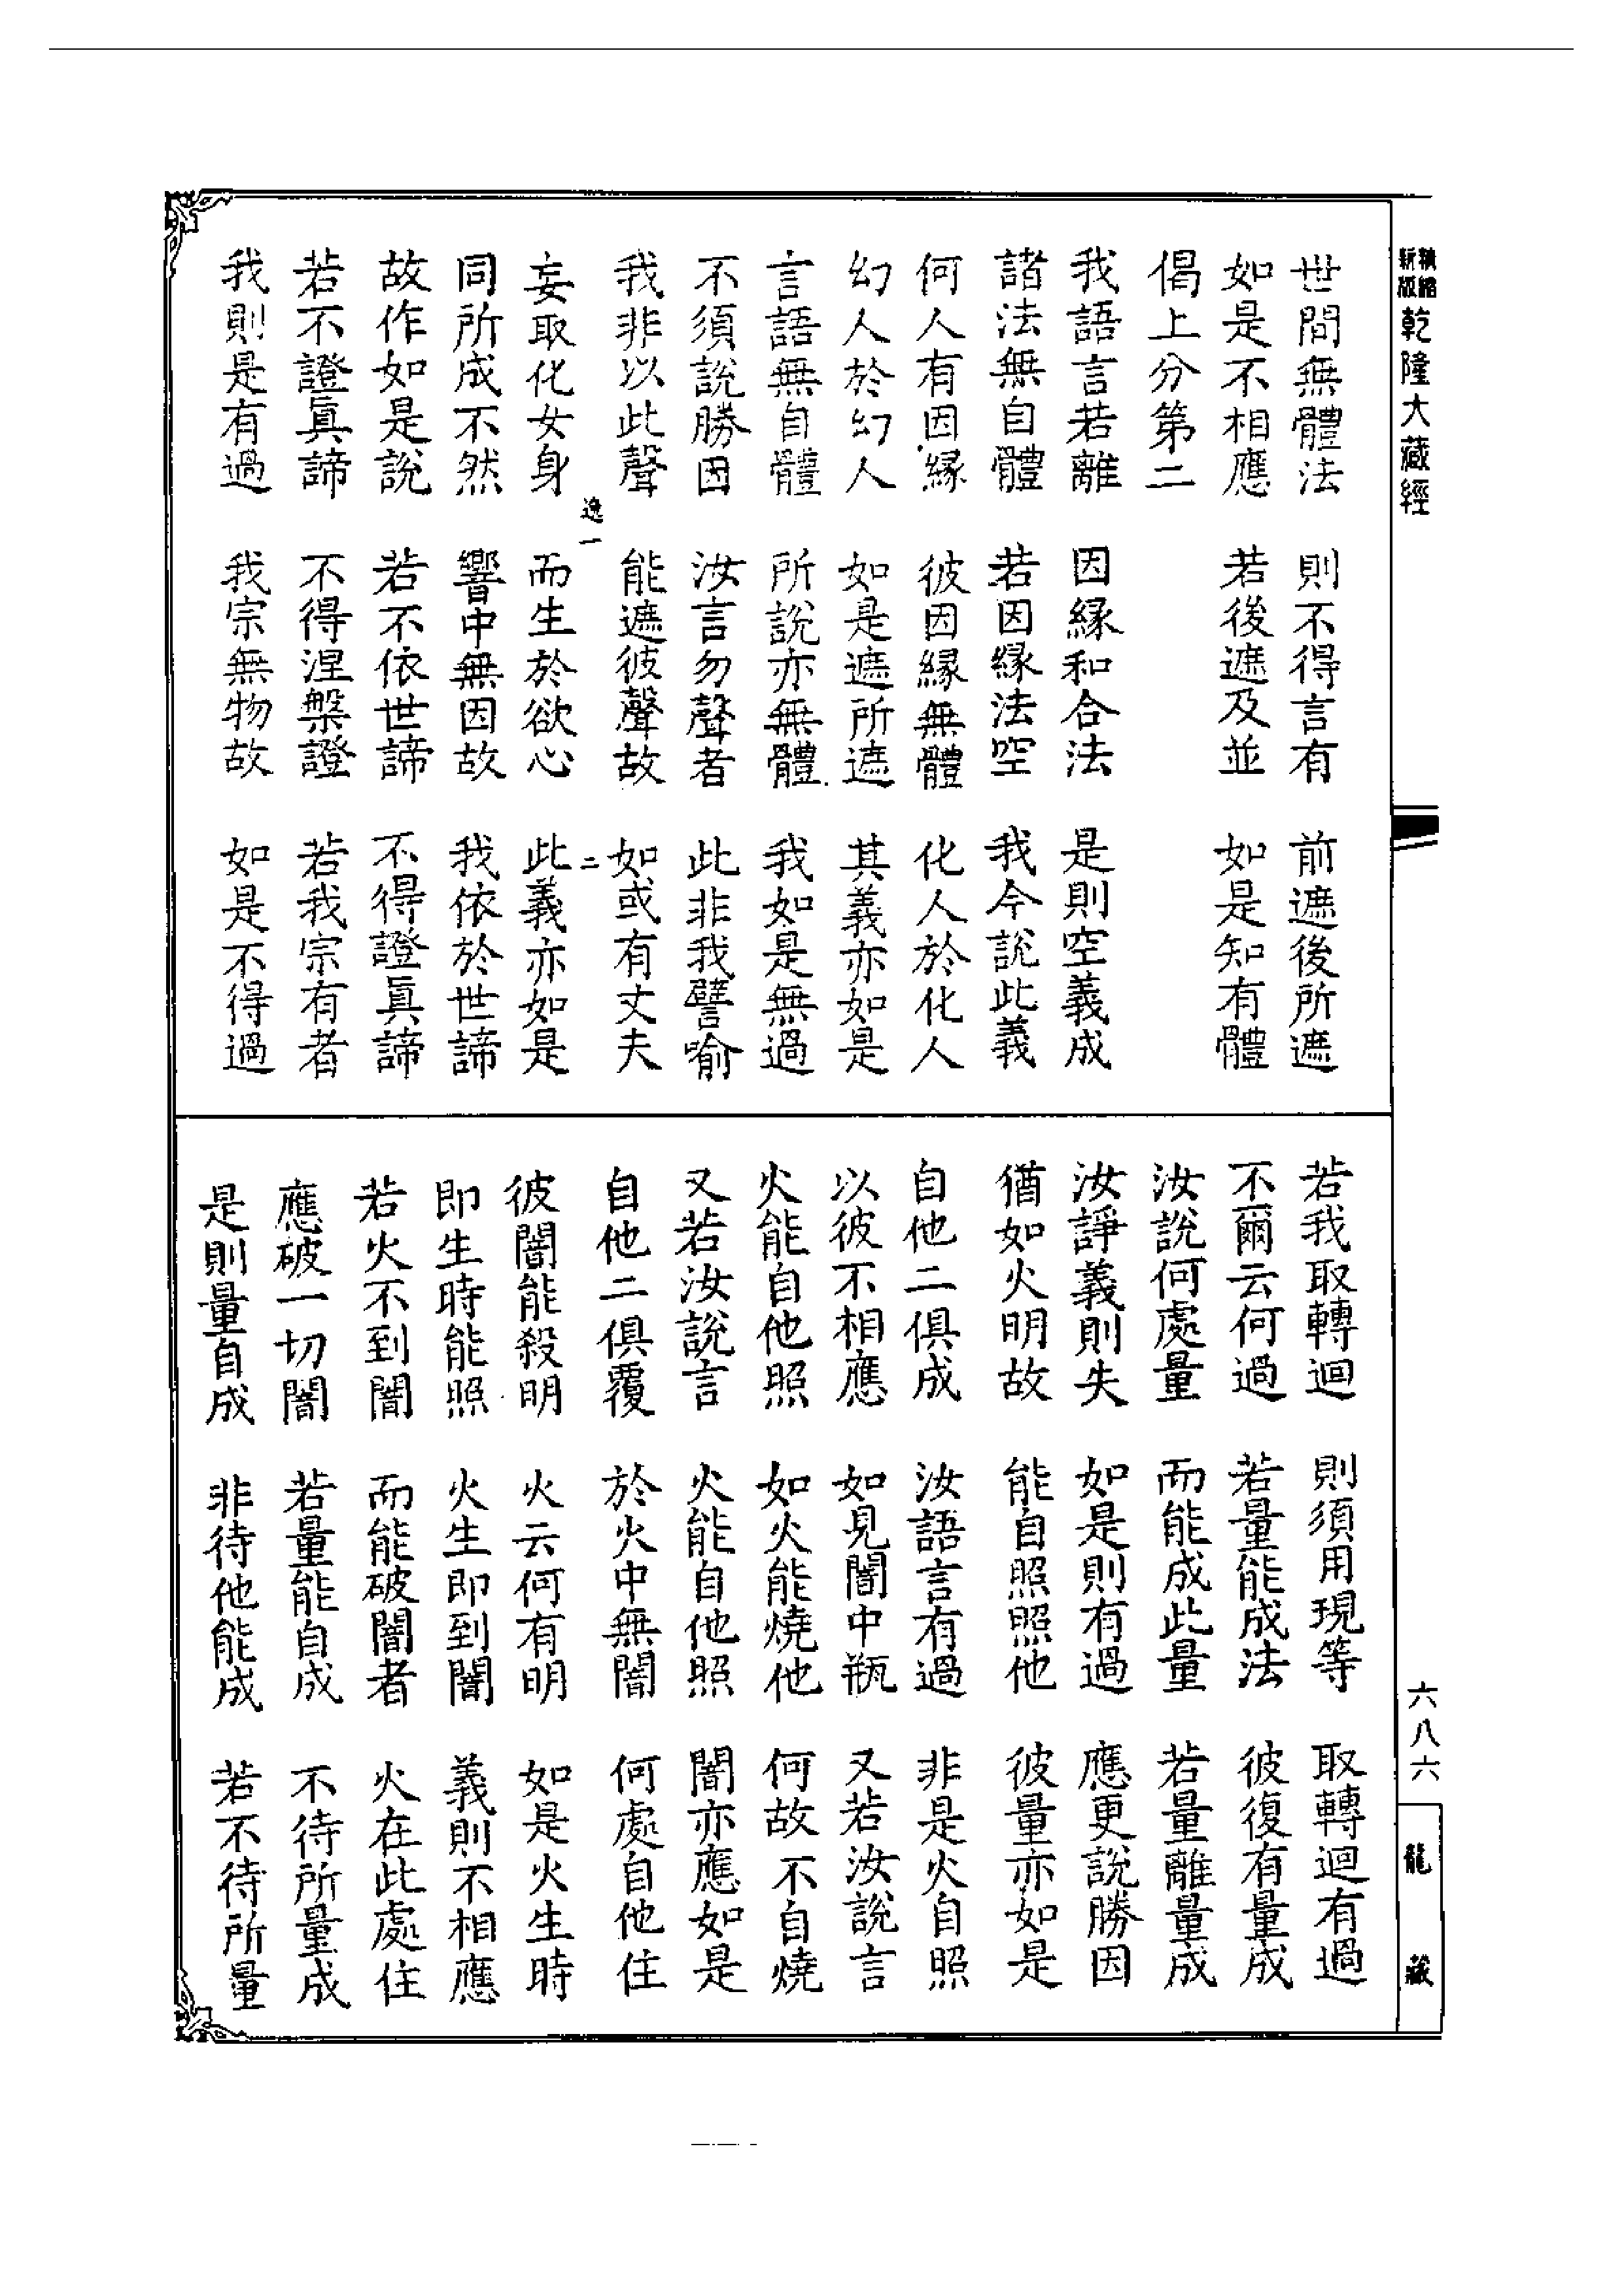 精縮新版乾隆大藏經
世間無體法　則不得言有　前遮後所遮
如是不相應　若後遮及並　如是知有體
偈上分第二
我語言若離　因緣和合法　是則空義成
諸法無自體　若因緣法空　我今說此義
何人有因緣　彼因緣無體　化人於化人
幻人於幻人　如是遮所遮　其義亦如是
言語無自體　所說亦無體　我如是無過
不須說勝因　汝言勿聲者　此非我譬喻
我非以此聲　能遮彼聲故　如或有丈夫
逸一　二
妄取化女身　而生於欲心　此義亦如是
同所成不然　響中無因故　我依於世諦
故作如是說　若不依世諦　不得證真諦
若不證真諦　不得涅槃證　若我宗有者
我則是有過　我宗無物故　如是不得過
若我取轉迴　則須用現等　取轉迴有過
不爾云何過　若量能成法　彼復有量成
汝說何處量　而能成此量　若量離量成
汝諍義則失　如是則有過　應更說勝因
猶如火明故　能自照照他　彼量亦如是
自他二俱成　汝語言有過　非是火自照
以彼不相應　如見闇中瓶　又若汝說言
火能自他照　如火能燒他　何故不自燒
又若汝說言　火能自他照　闇亦應如是
自他二俱覆　於火中無闇　何處自他住
彼闇能殺明　火云何有明　如是火生時
即生時能照　火生即到闇　義則不相應
若火不到闇　而能破闇者　火在此處住
應破一切闇　若量能自成　不待所量成
是則量自成　非待他能成　若不待所量
六八六
龍藏